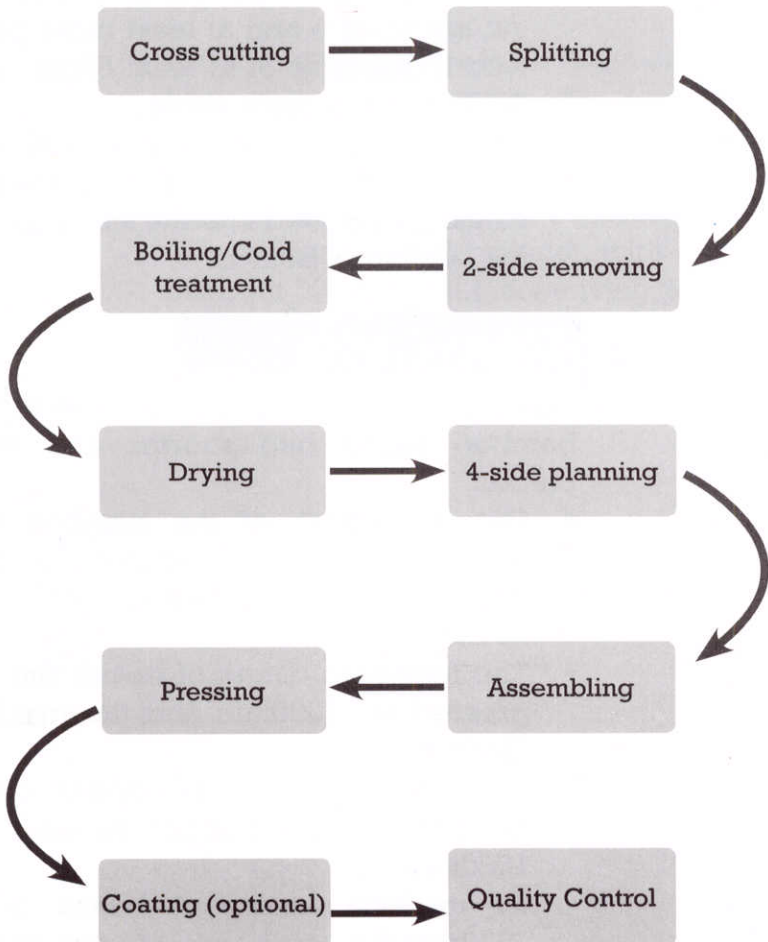 Cross cutting
Splitting
2-side removing
Boiling/Cold
treatment
Drying
4-side planning
Assembling
Pressing
Coating (optional)
Quality Control